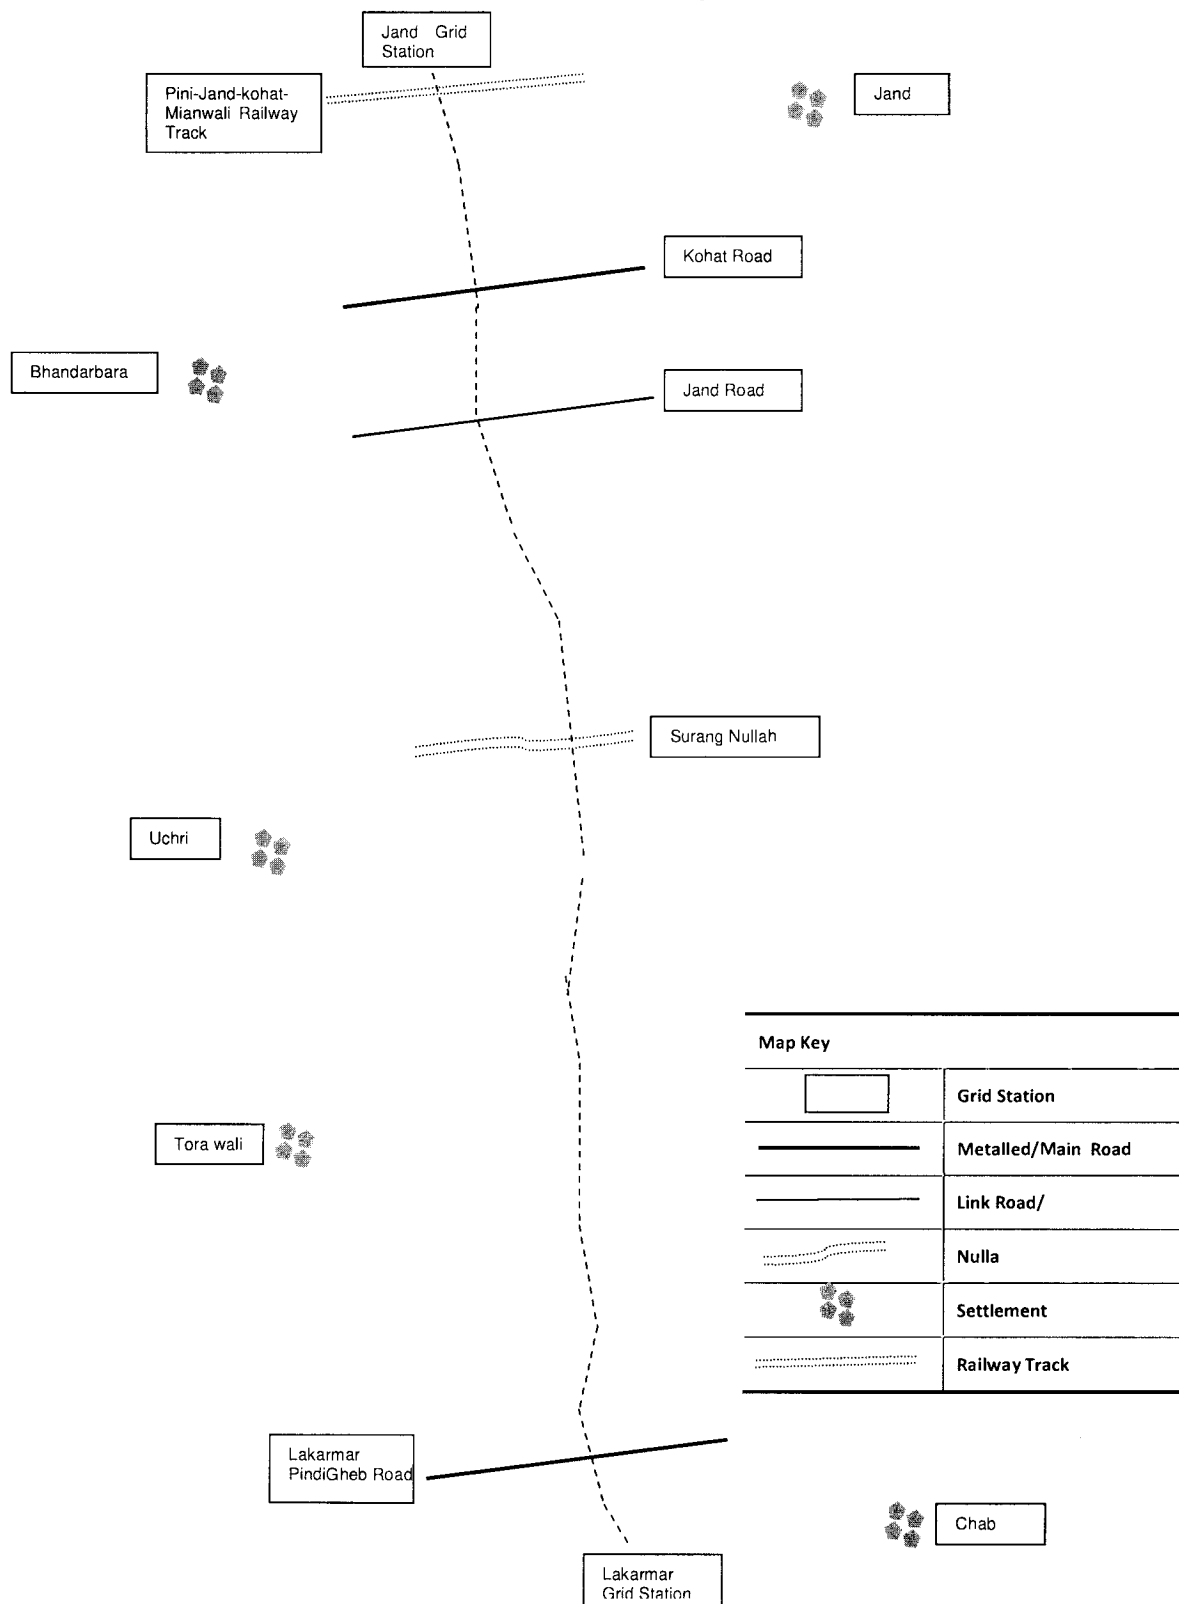 Jand Grid
Station
Pini-Jand-kohat-
Mianwali Railway
Track
Jand
Kohat Road
Bhandarbara
Jand Road
Surang Nullah
Uchri
Tora wali
Map Key
Grid Station
Metalled/Main Road
Link Road/
Nulla
Settlement
Railway Track
Lakarmar
PindiGheb Road
Chab
Lakarmar
Grid Station